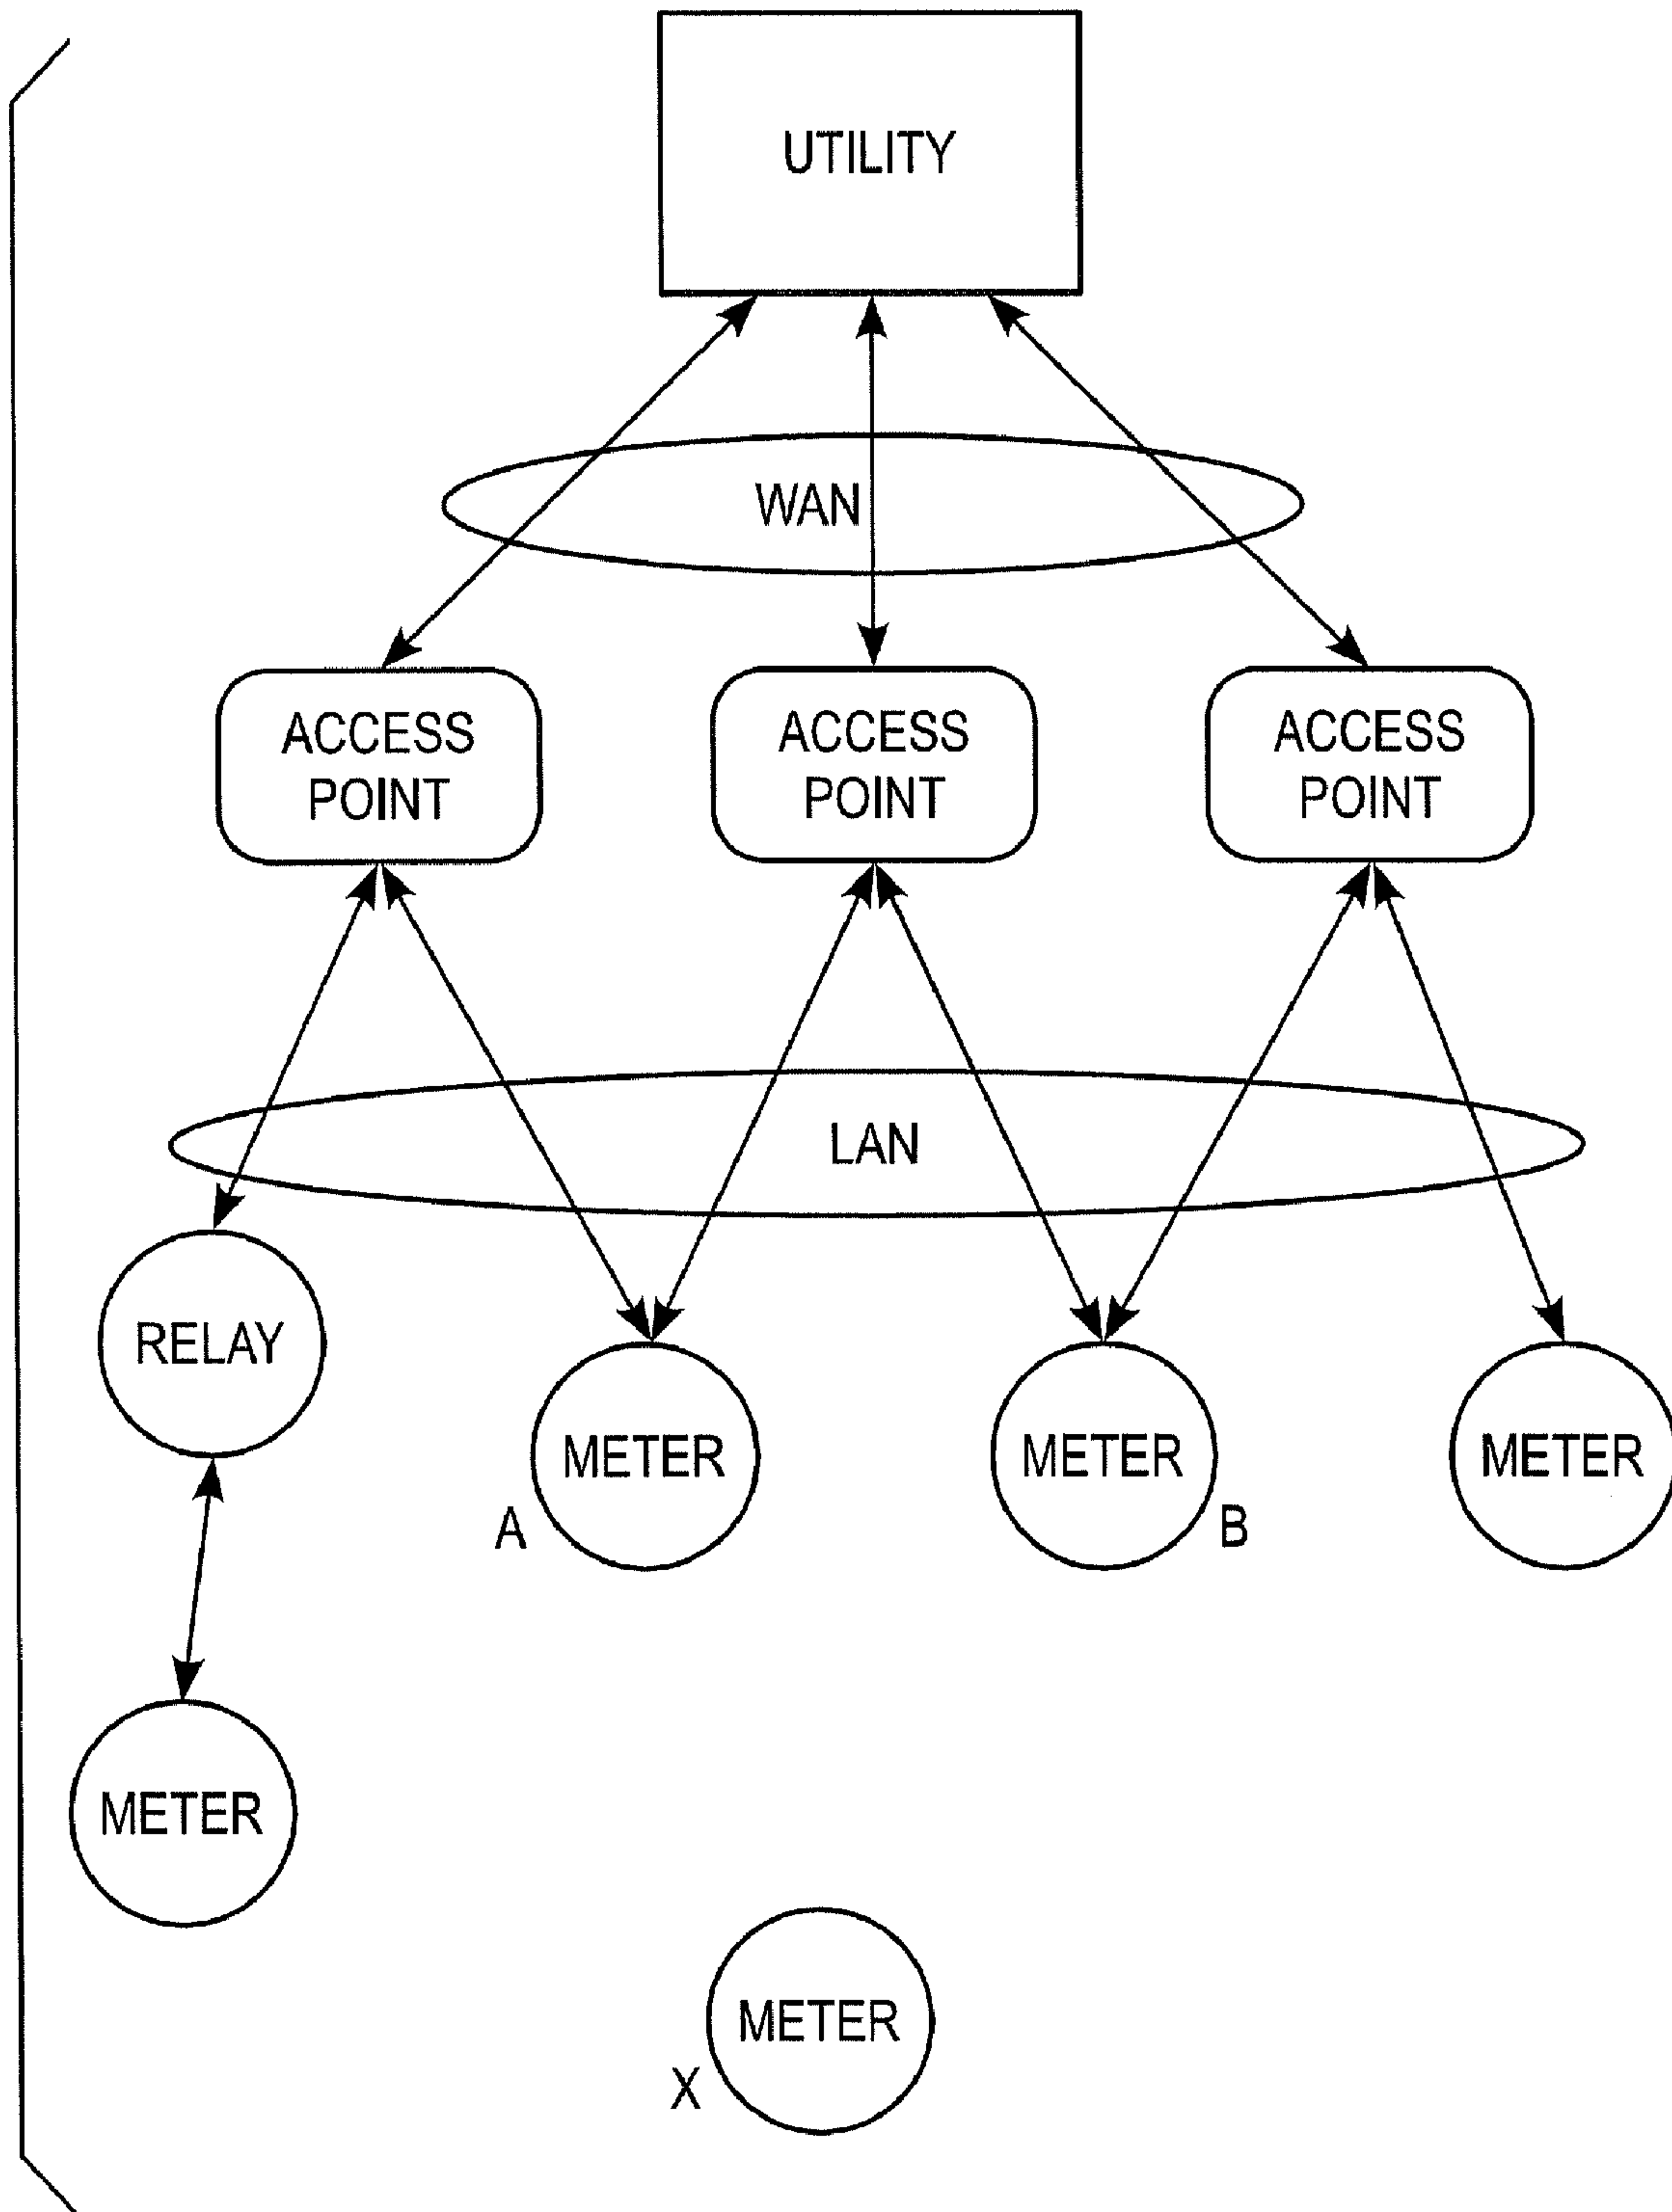 UTILITY
WAN
ACCESS
POINT
ACCESS
POINT
ACCESS
POINT
LAN
RELAY
METER
A
METER
B
METER
METER
METER
X